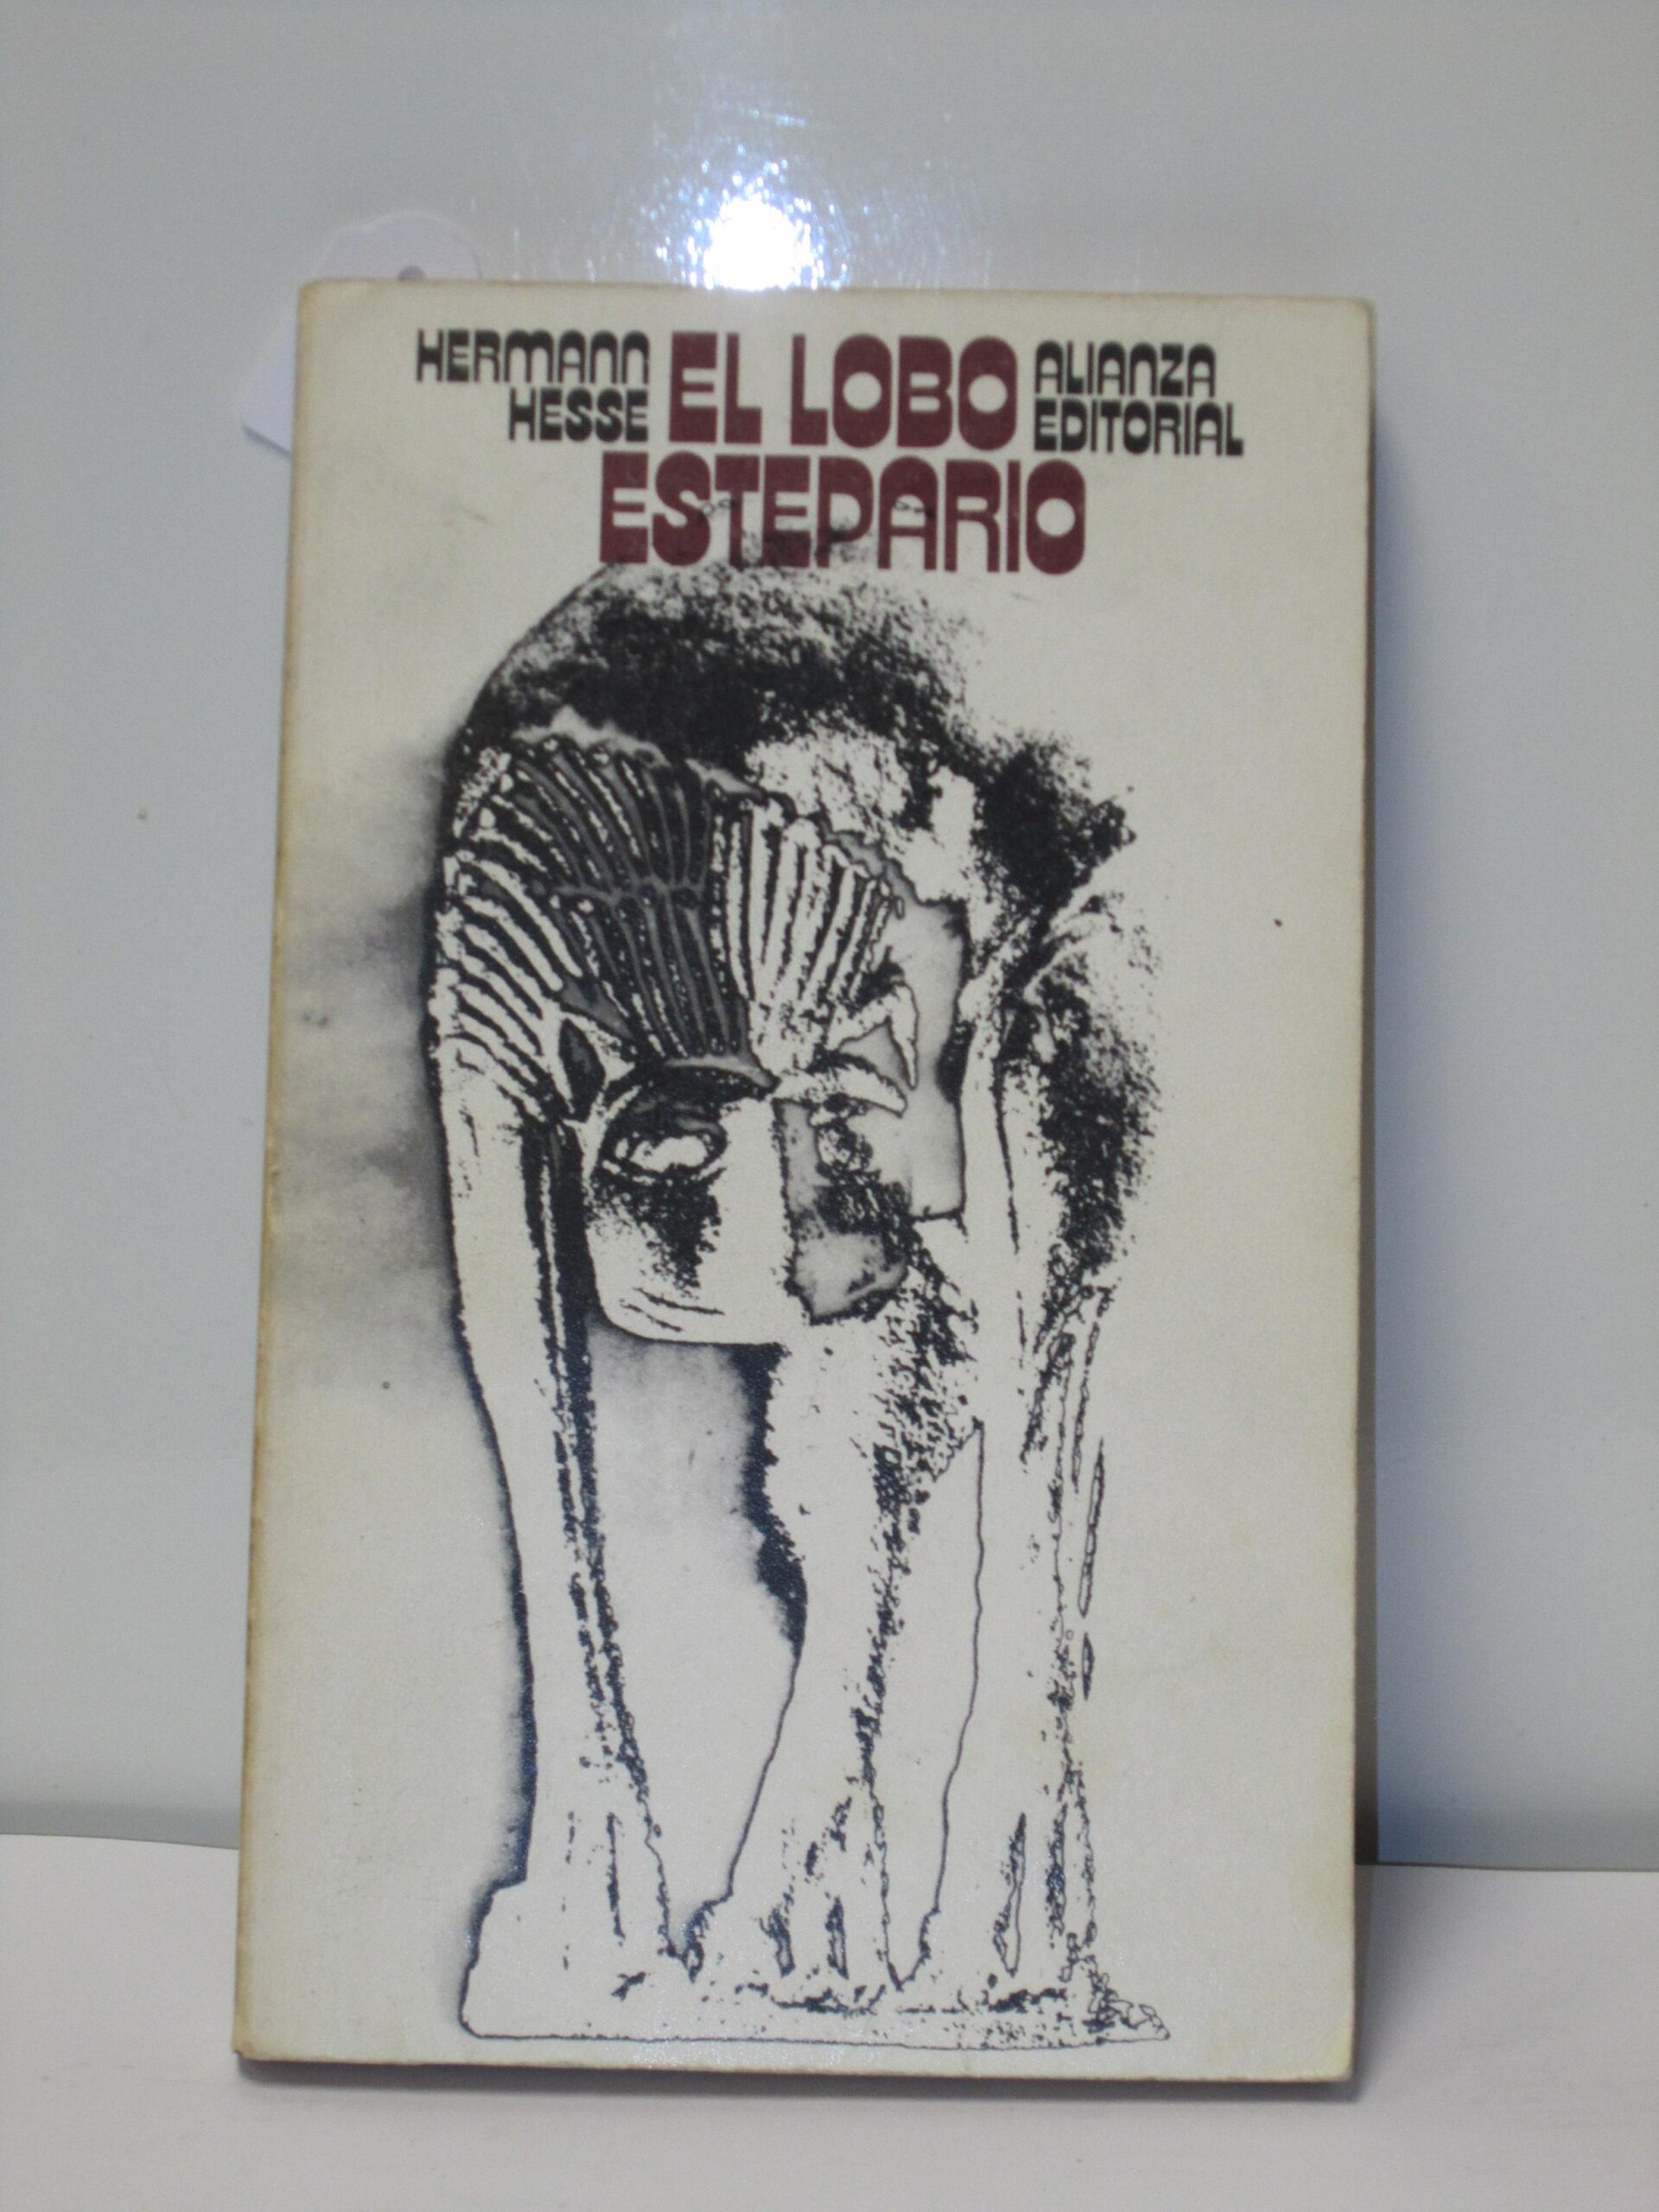 HERMANN
HESSE
EL LOBO
ESTEPARIO
ALIANZA
EDITORIAL